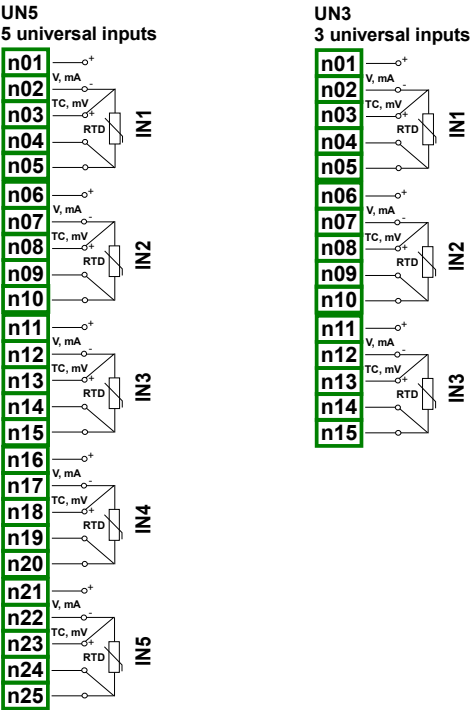 UN5
5 universal inputs
n01
+
V, mA
n02
-
TC, mV
n03
+
RTD
n04
n05
IN1
n06
+
V, mA
n07
-
TC, mV
n08
+
RTD
n09
n10
IN2
n11
+
V, mA
n12
-
TC, mV
n13
+
RTD
n14
n15
IN3
n16
+
V, mA
n17
-
TC, mV
n18
+
RTD
n19
n20
IN4
n21
+
V, mA
n22
-
TC, mV
n23
+
RTD
n24
n25
IN5
UN3
3 universal inputs
n01
+
V, mA
n02
-
TC, mV
n03
+
RTD
n04
n05
IN1
n06
+
V, mA
n07
-
TC, mV
n08
+
RTD
n09
n10
IN2
n11
+
V, mA
n12
-
TC, mV
n13
+
RTD
n14
n15
IN3